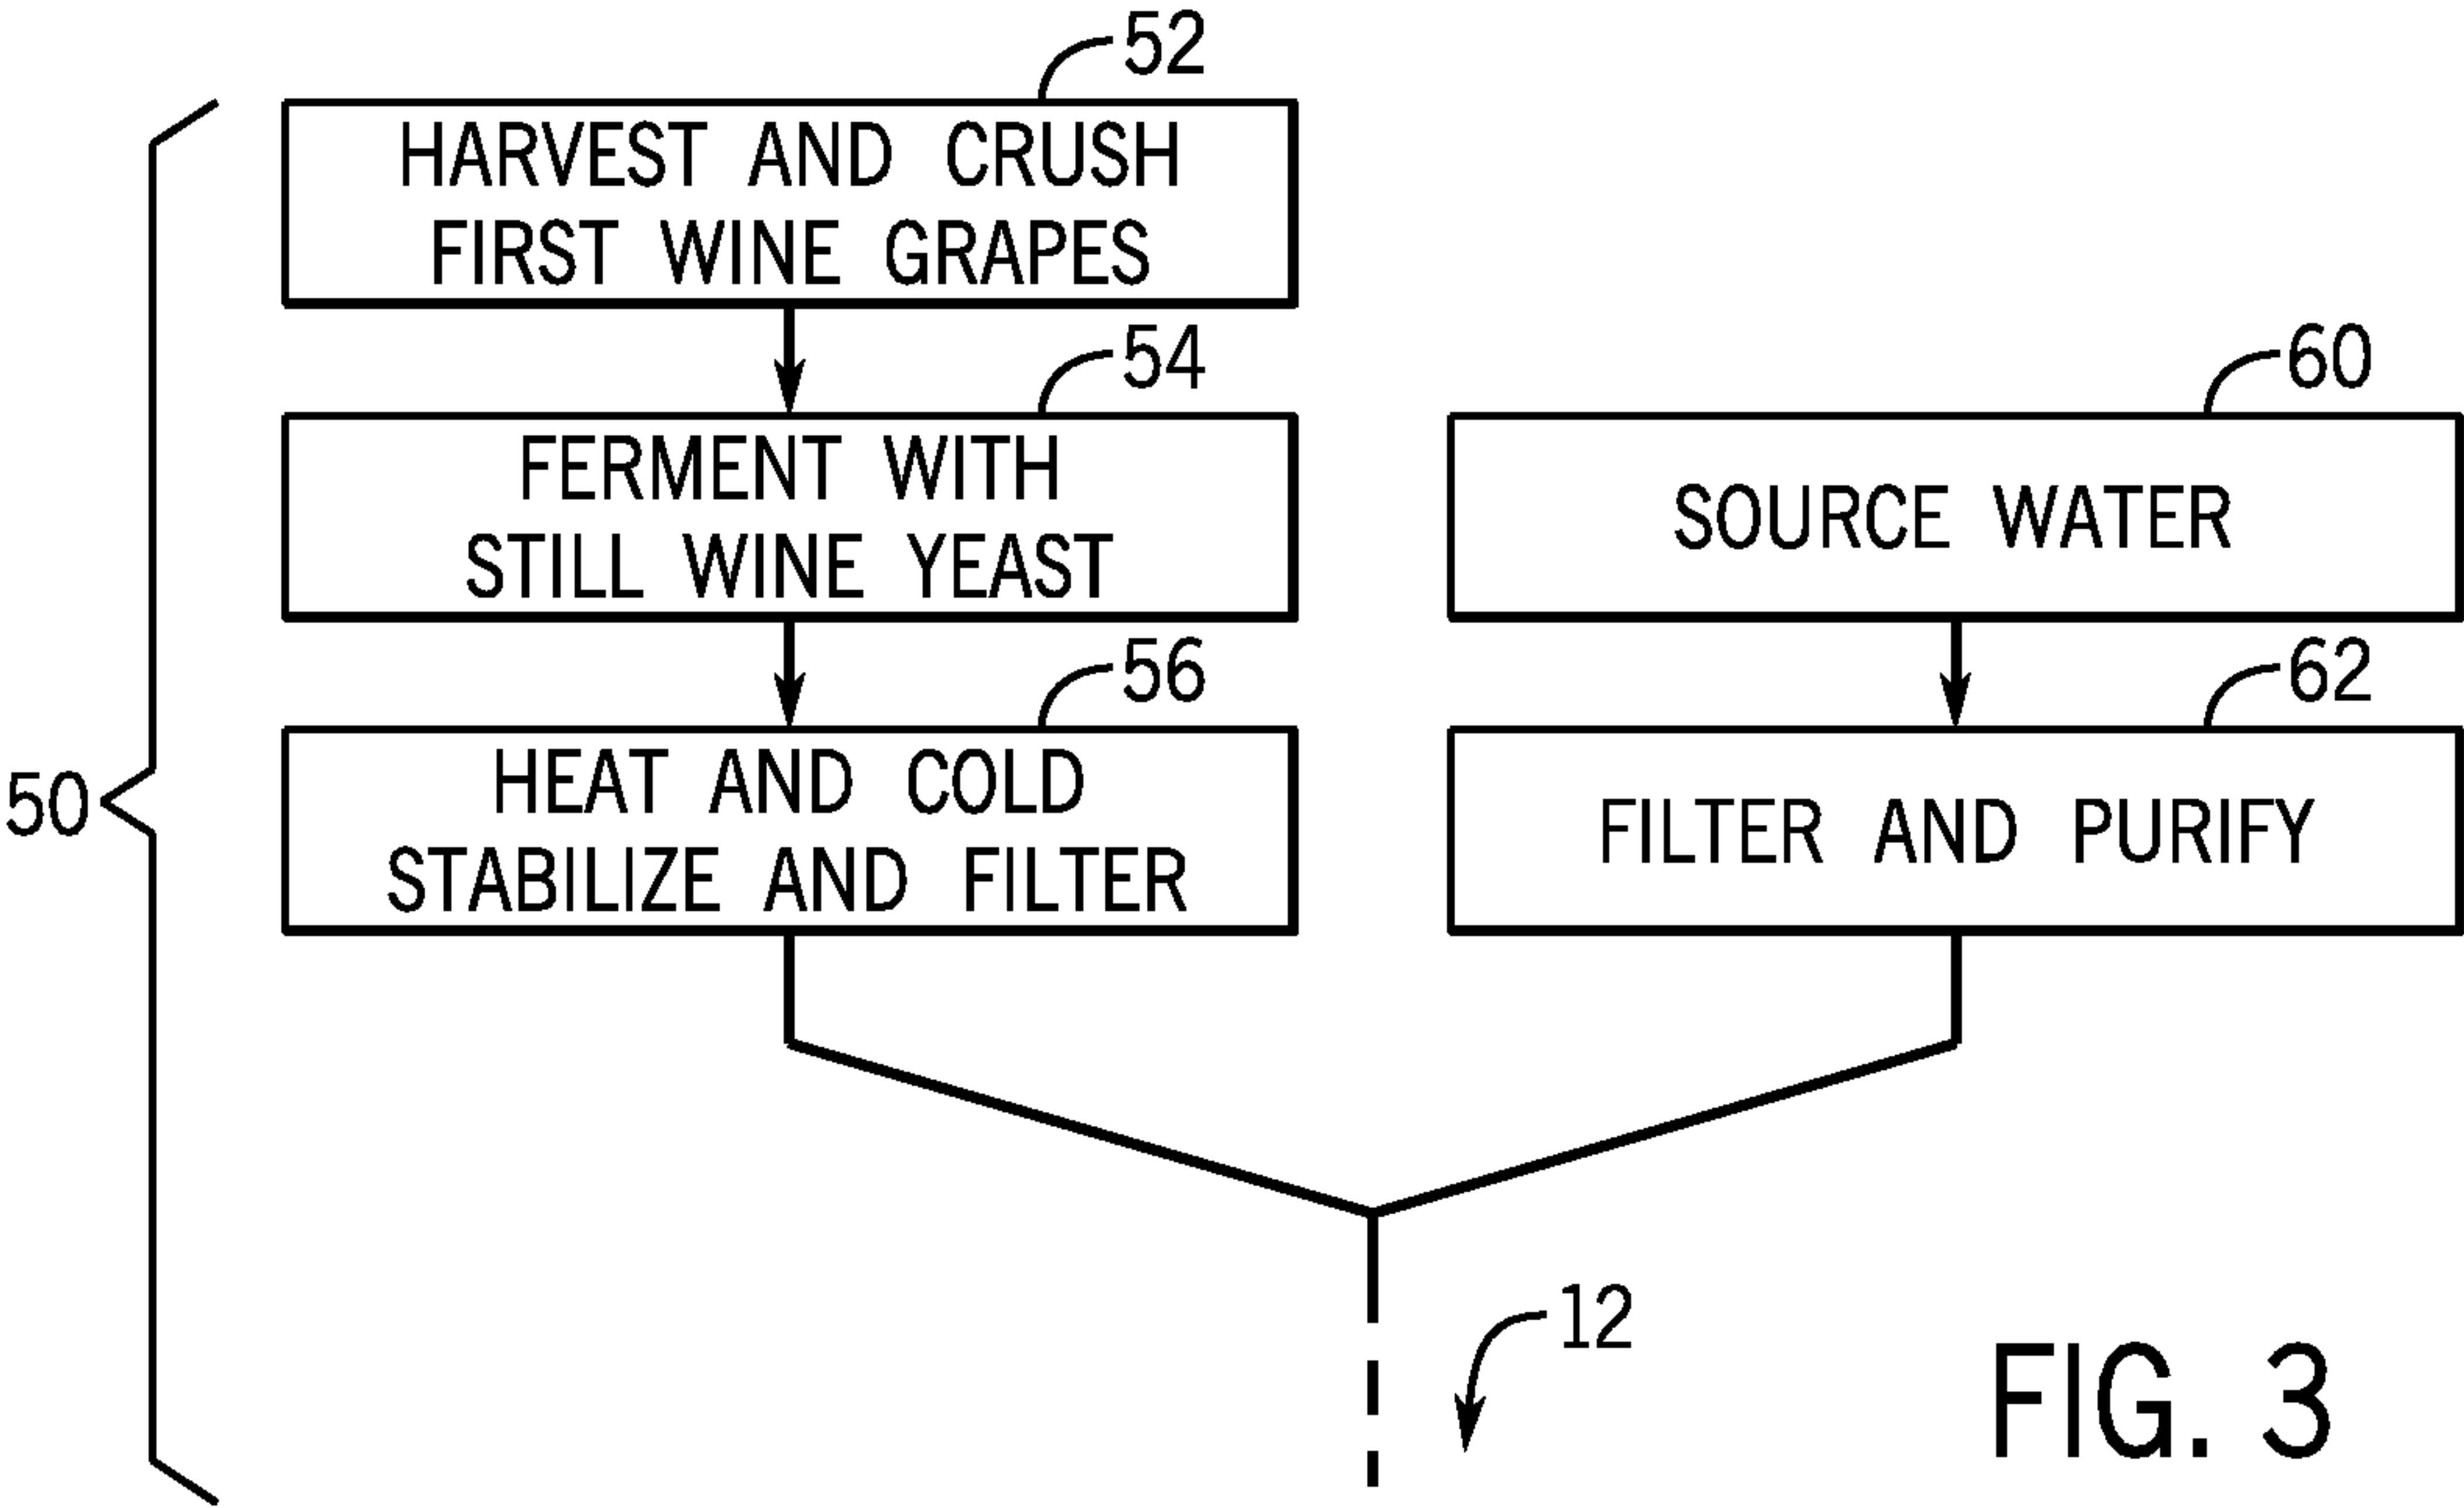 52
HARVEST AND CRUSH
FIRST WINE GRAPES
54
FERMENT WITH
STILL WINE YEAST
60
SOURCE WATER
56
HEAT AND COLD
STABILIZE AND FILTER
62
FILTER AND PURIFY
50
12
FIG. 3